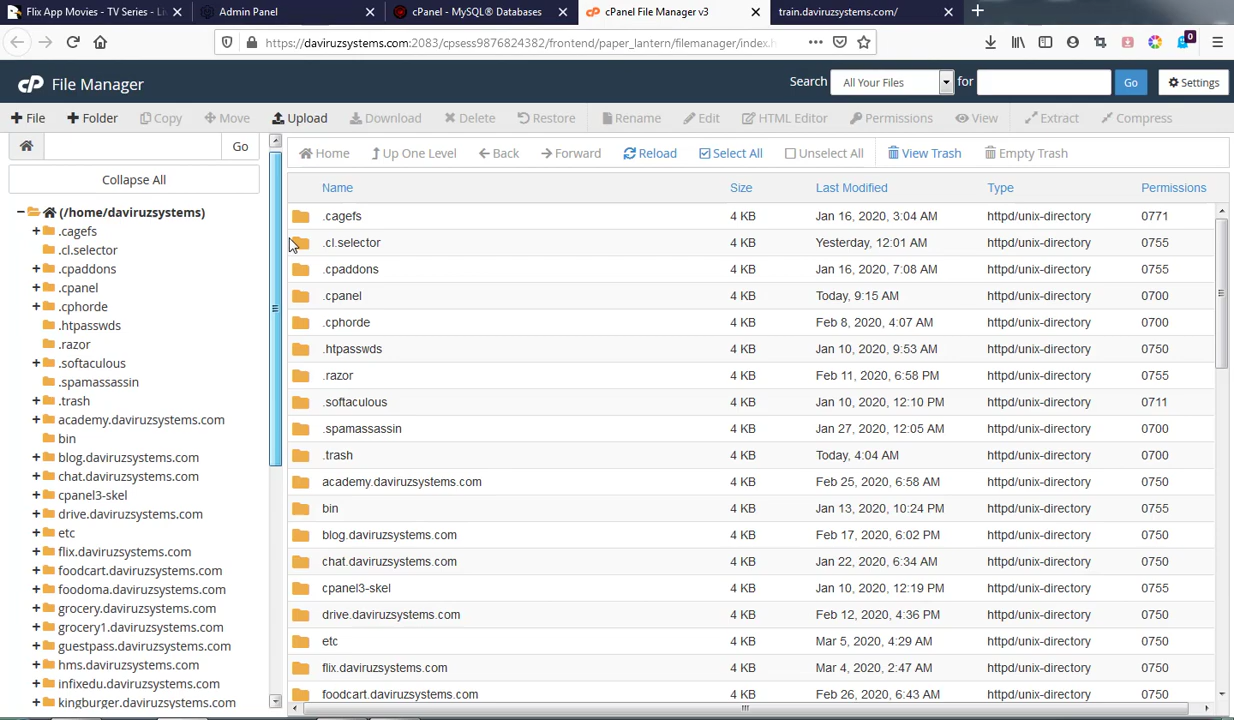 Flix App Movies - TV Series - Li
Admin Panel
cPanel - MySQL® Databases
cPanel File Manager v3
train.daviruzsystems.com/
https://daviruzsystems.com:2083/cpsess9876824382/frontend/paper_lantern/filemanager/index.h
0
cP File Manager
Search
All Your Files
for
Go
Settings
File
Folder
Copy
Move
Upload
Download
Delete
Restore
Rename
Edit
HTML Editor
Permissions
View
Extract
Compress
Go
Collapse All
(/home/daviruzsystems)
.cagefs
.cl.selector
.cpaddons
.cpanel
.cphorde
.htpasswds
.razor
.softaculous
.spamassassin
.trash
academy.daviruzsystems.com
bin
blog.daviruzsystems.com
chat.daviruzsystems.com
cpanel3-skel
drive.daviruzsystems.com
etc
flix.daviruzsystems.com
foodcart.daviruzsystems.com
foodoma.daviruzsystems.com
grocery.daviruzsystems.com
grocery1.daviruzsystems.com
guestpass.daviruzsystems.com
hms.daviruzsystems.com
infixedu.daviruzsystems.com
kingburger.daviruzsystems.com
Home
Up One Level
Back
Forward
Reload
Select All
Unselect All
View Trash
Empty Trash
Name Size Last Modified Type Permissions
.cagefs 4 KB Jan 16, 2020, 3:04 AM httpd/unix-directory 0771
.cl.selector 4 KB Yesterday, 12:01 AM httpd/unix-directory 0755
.cpaddons 4 KB Jan 16, 2020, 7:08 AM httpd/unix-directory 0755
.cpanel 4 KB Today, 9:15 AM httpd/unix-directory 0700
.cphorde 4 KB Feb 8, 2020, 4:07 AM httpd/unix-directory 0700
.htpasswds 4 KB Jan 10, 2020, 9:53 AM httpd/unix-directory 0750
.razor 4 KB Feb 11, 2020, 6:58 PM httpd/unix-directory 0755
.softaculous 4 KB Jan 10, 2020, 12:10 PM httpd/unix-directory 0711
.spamassassin 4 KB Jan 27, 2020, 12:05 AM httpd/unix-directory 0700
.trash 4 KB Today, 4:04 AM httpd/unix-directory 0700
academy.daviruzsystems.com 4 KB Feb 25, 2020, 6:58 AM httpd/unix-directory 0750
bin 4 KB Jan 13, 2020, 10:24 PM httpd/unix-directory 0755
blog.daviruzsystems.com 4 KB Feb 17, 2020, 6:02 PM httpd/unix-directory 0750
chat.daviruzsystems.com 4 KB Jan 22, 2020, 6:34 AM httpd/unix-directory 0750
cpanel3-skel 4 KB Jan 10, 2020, 12:19 PM httpd/unix-directory 0755
drive.daviruzsystems.com 4 KB Feb 12, 2020, 4:36 PM httpd/unix-directory 0750
etc 4 KB Mar 5, 2020, 4:29 AM httpd/unix-directory 0750
flix.daviruzsystems.com 4 KB Mar 4, 2020, 2:47 AM httpd/unix-directory 0750
foodcart.daviruzsystems.com 4 KB Feb 26, 2020, 6:43 AM httpd/unix-directory 0750